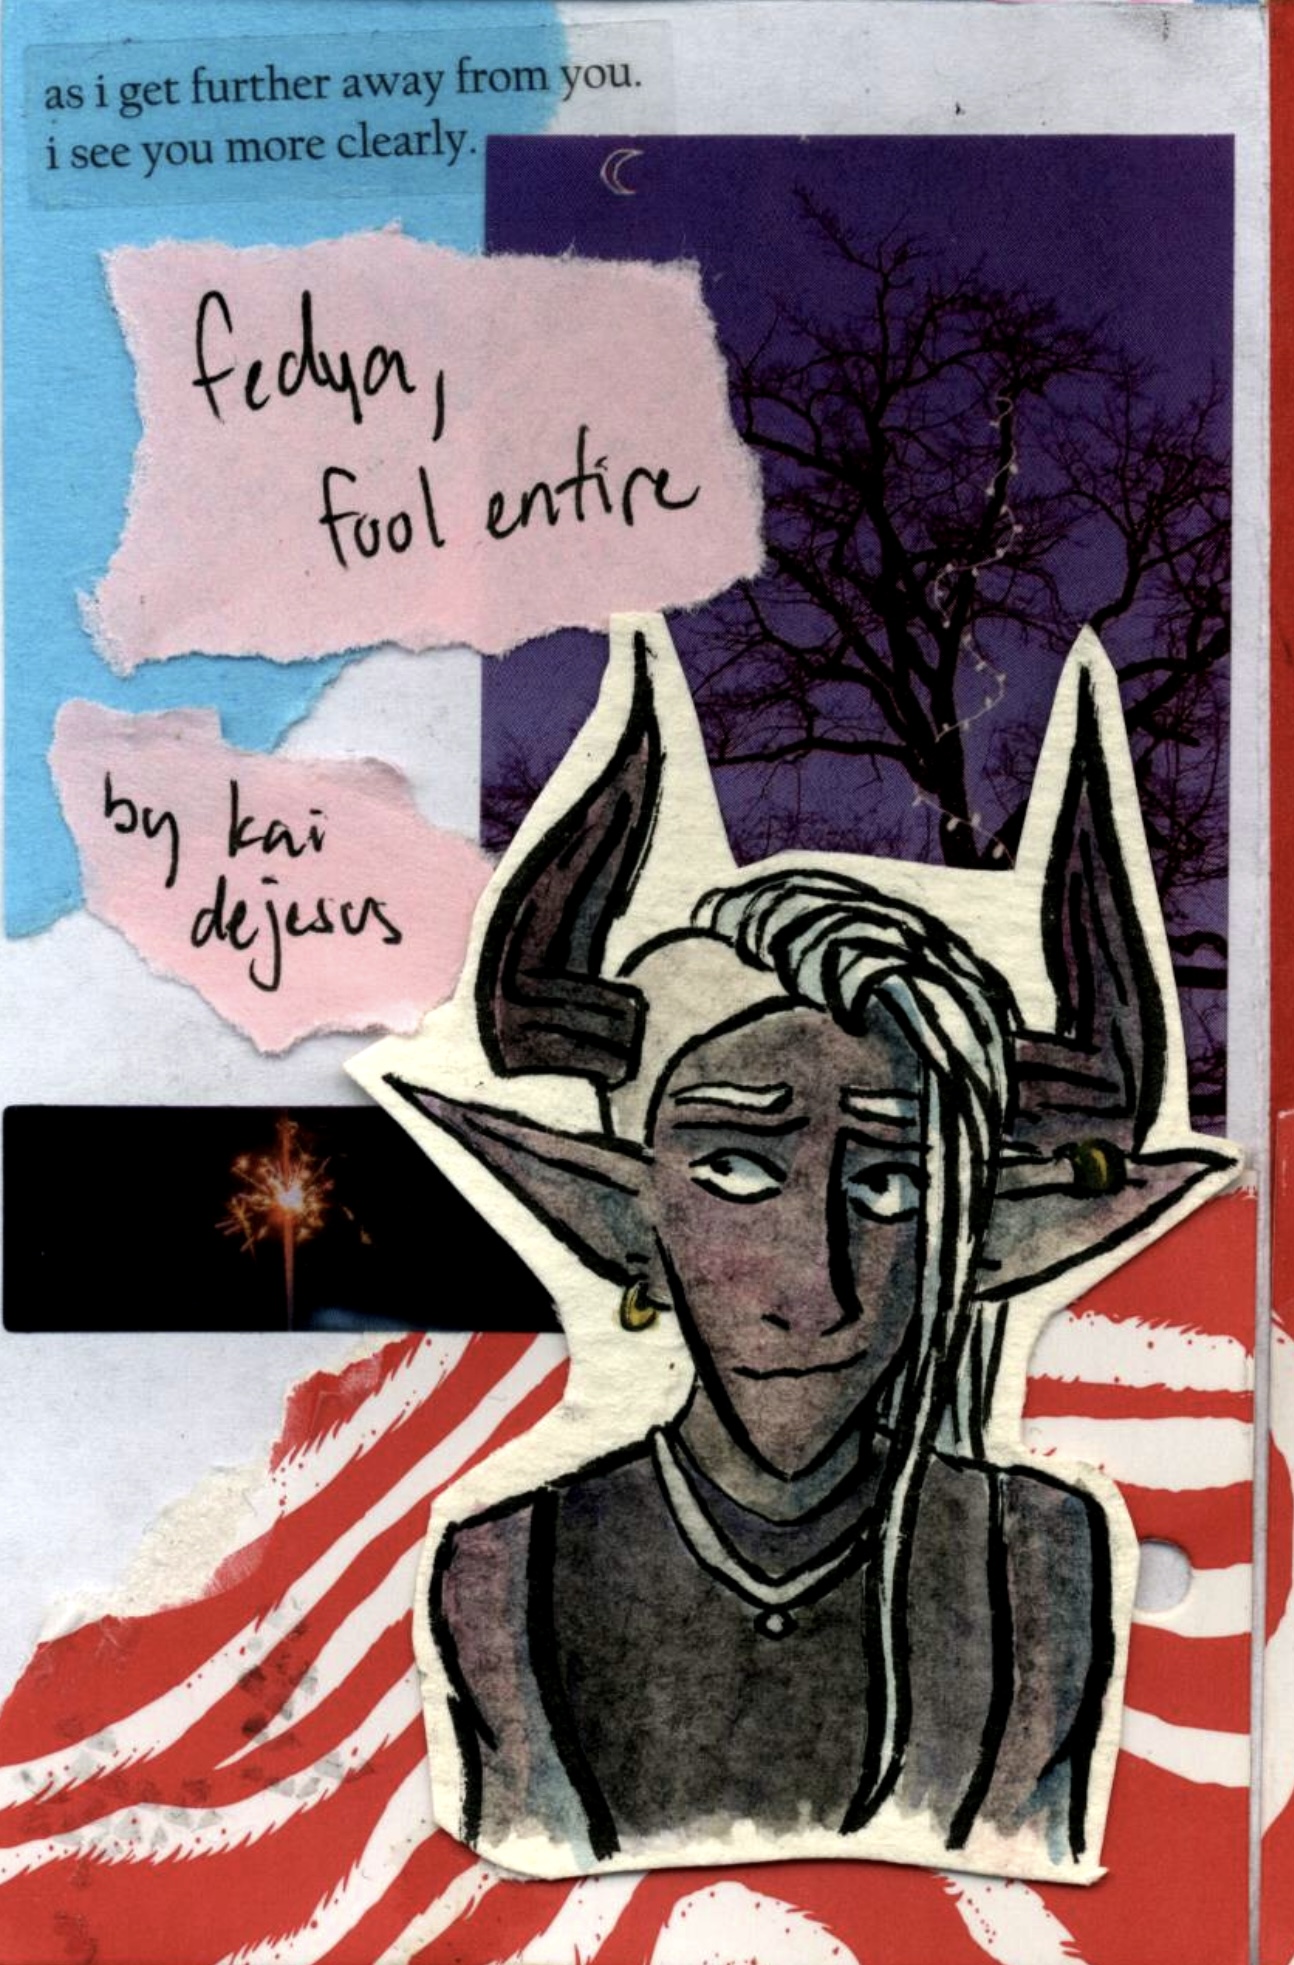 as i get further away from you.
i see you more clearly.
fedya,
fool entire
by kai
dejesus